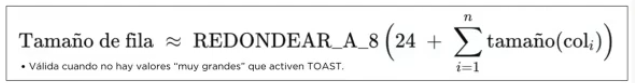 Tamaño de fila ≈ REDONDEAR_A_8 (24 + ∑_{i=1}^{n} tamaño(col_i))
• Válida cuando no hay valores "muy grandes" que activen TOAST.